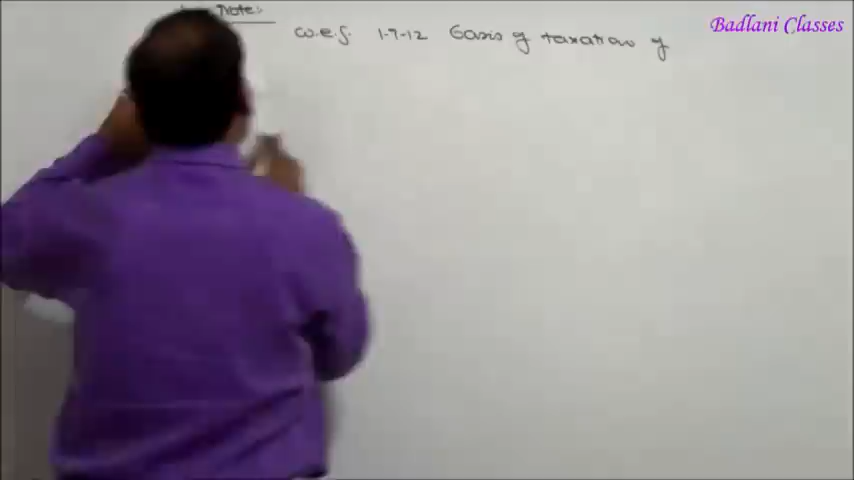 Badlani Classes
Note:-
w.e.f. 1-7-12 basis of taxation of